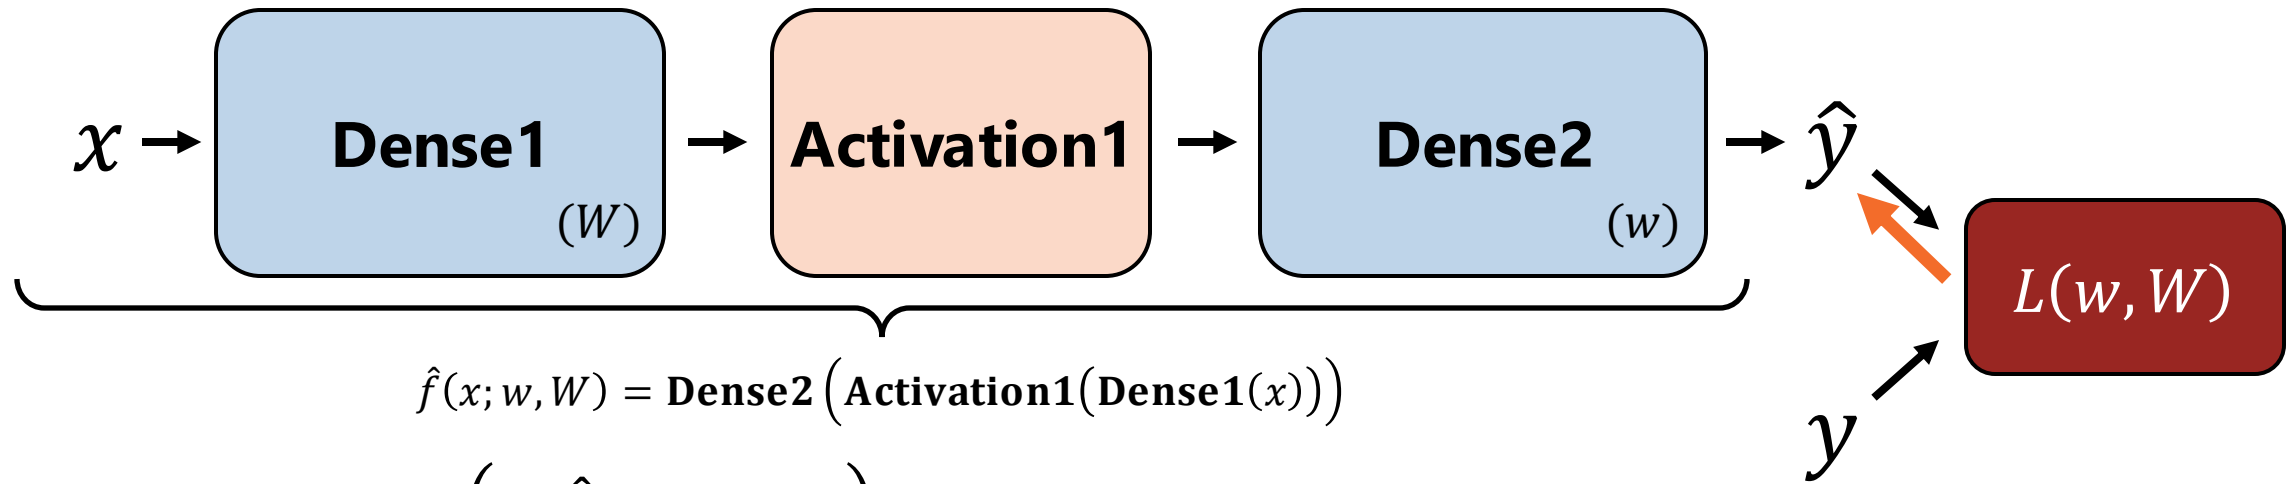 x Dense1 (W) Activation1 Dense2 (w) ŷ
L(w, W)
y
f̂(x; w, W) = Dense2(Activation1(Dense1(x)))